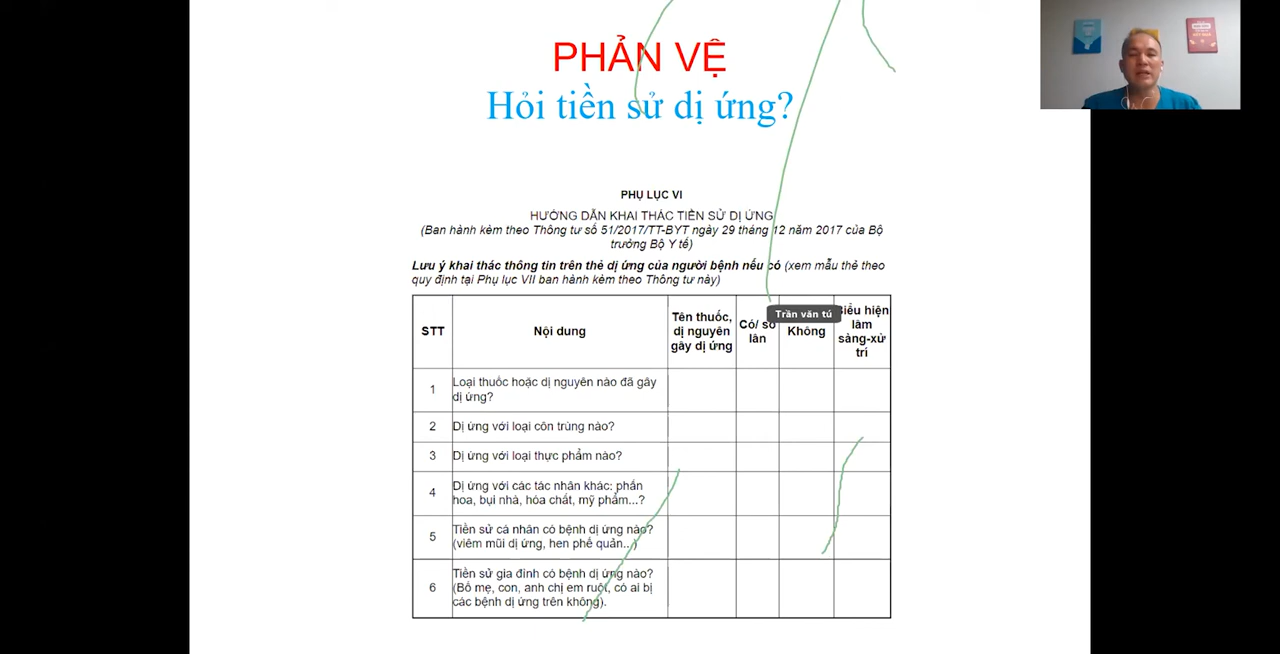 PHẢN VỆ
Hỏi tiền sử dị ứng?
PHỤ LỤC VI
HƯỚNG DẪN KHAI THÁC TIỀN SỬ DỊ ỨNG
(Ban hành kèm theo Thông tư số 51/2017/TT-BYT ngày 29 tháng 12 năm 2017 của Bộ
trưởng Bộ Y tế)
Lưu ý khai thác thông tin trên thẻ dị ứng của người bệnh nếu có (xem mẫu thẻ theo
quy định tại Phụ lục VII ban hành kèm theo Thông tư này)
STT
Nội dung
Tên thuốc,
dị nguyên
gây dị ứng
Có/ số
lần
Trần văn tú
Không
Biểu hiện
lâm
sàng-xử
trí
1
Loại thuốc hoặc dị nguyên nào đã gây
dị ứng?
2
Dị ứng với loại côn trùng nào?
3
Dị ứng với loại thực phẩm nào?
4
Dị ứng với các tác nhân khác: phấn
hoa, bụi nhà, hóa chất, mỹ phẩm...?
5
Tiền sử cá nhân có bệnh dị ứng nào?
(viêm mũi dị ứng, hen phế quản...)
6
Tiền sử gia đình có bệnh dị ứng nào?
(Bố mẹ, con, anh chị em ruột, có ai bị
các bệnh dị ứng trên không).